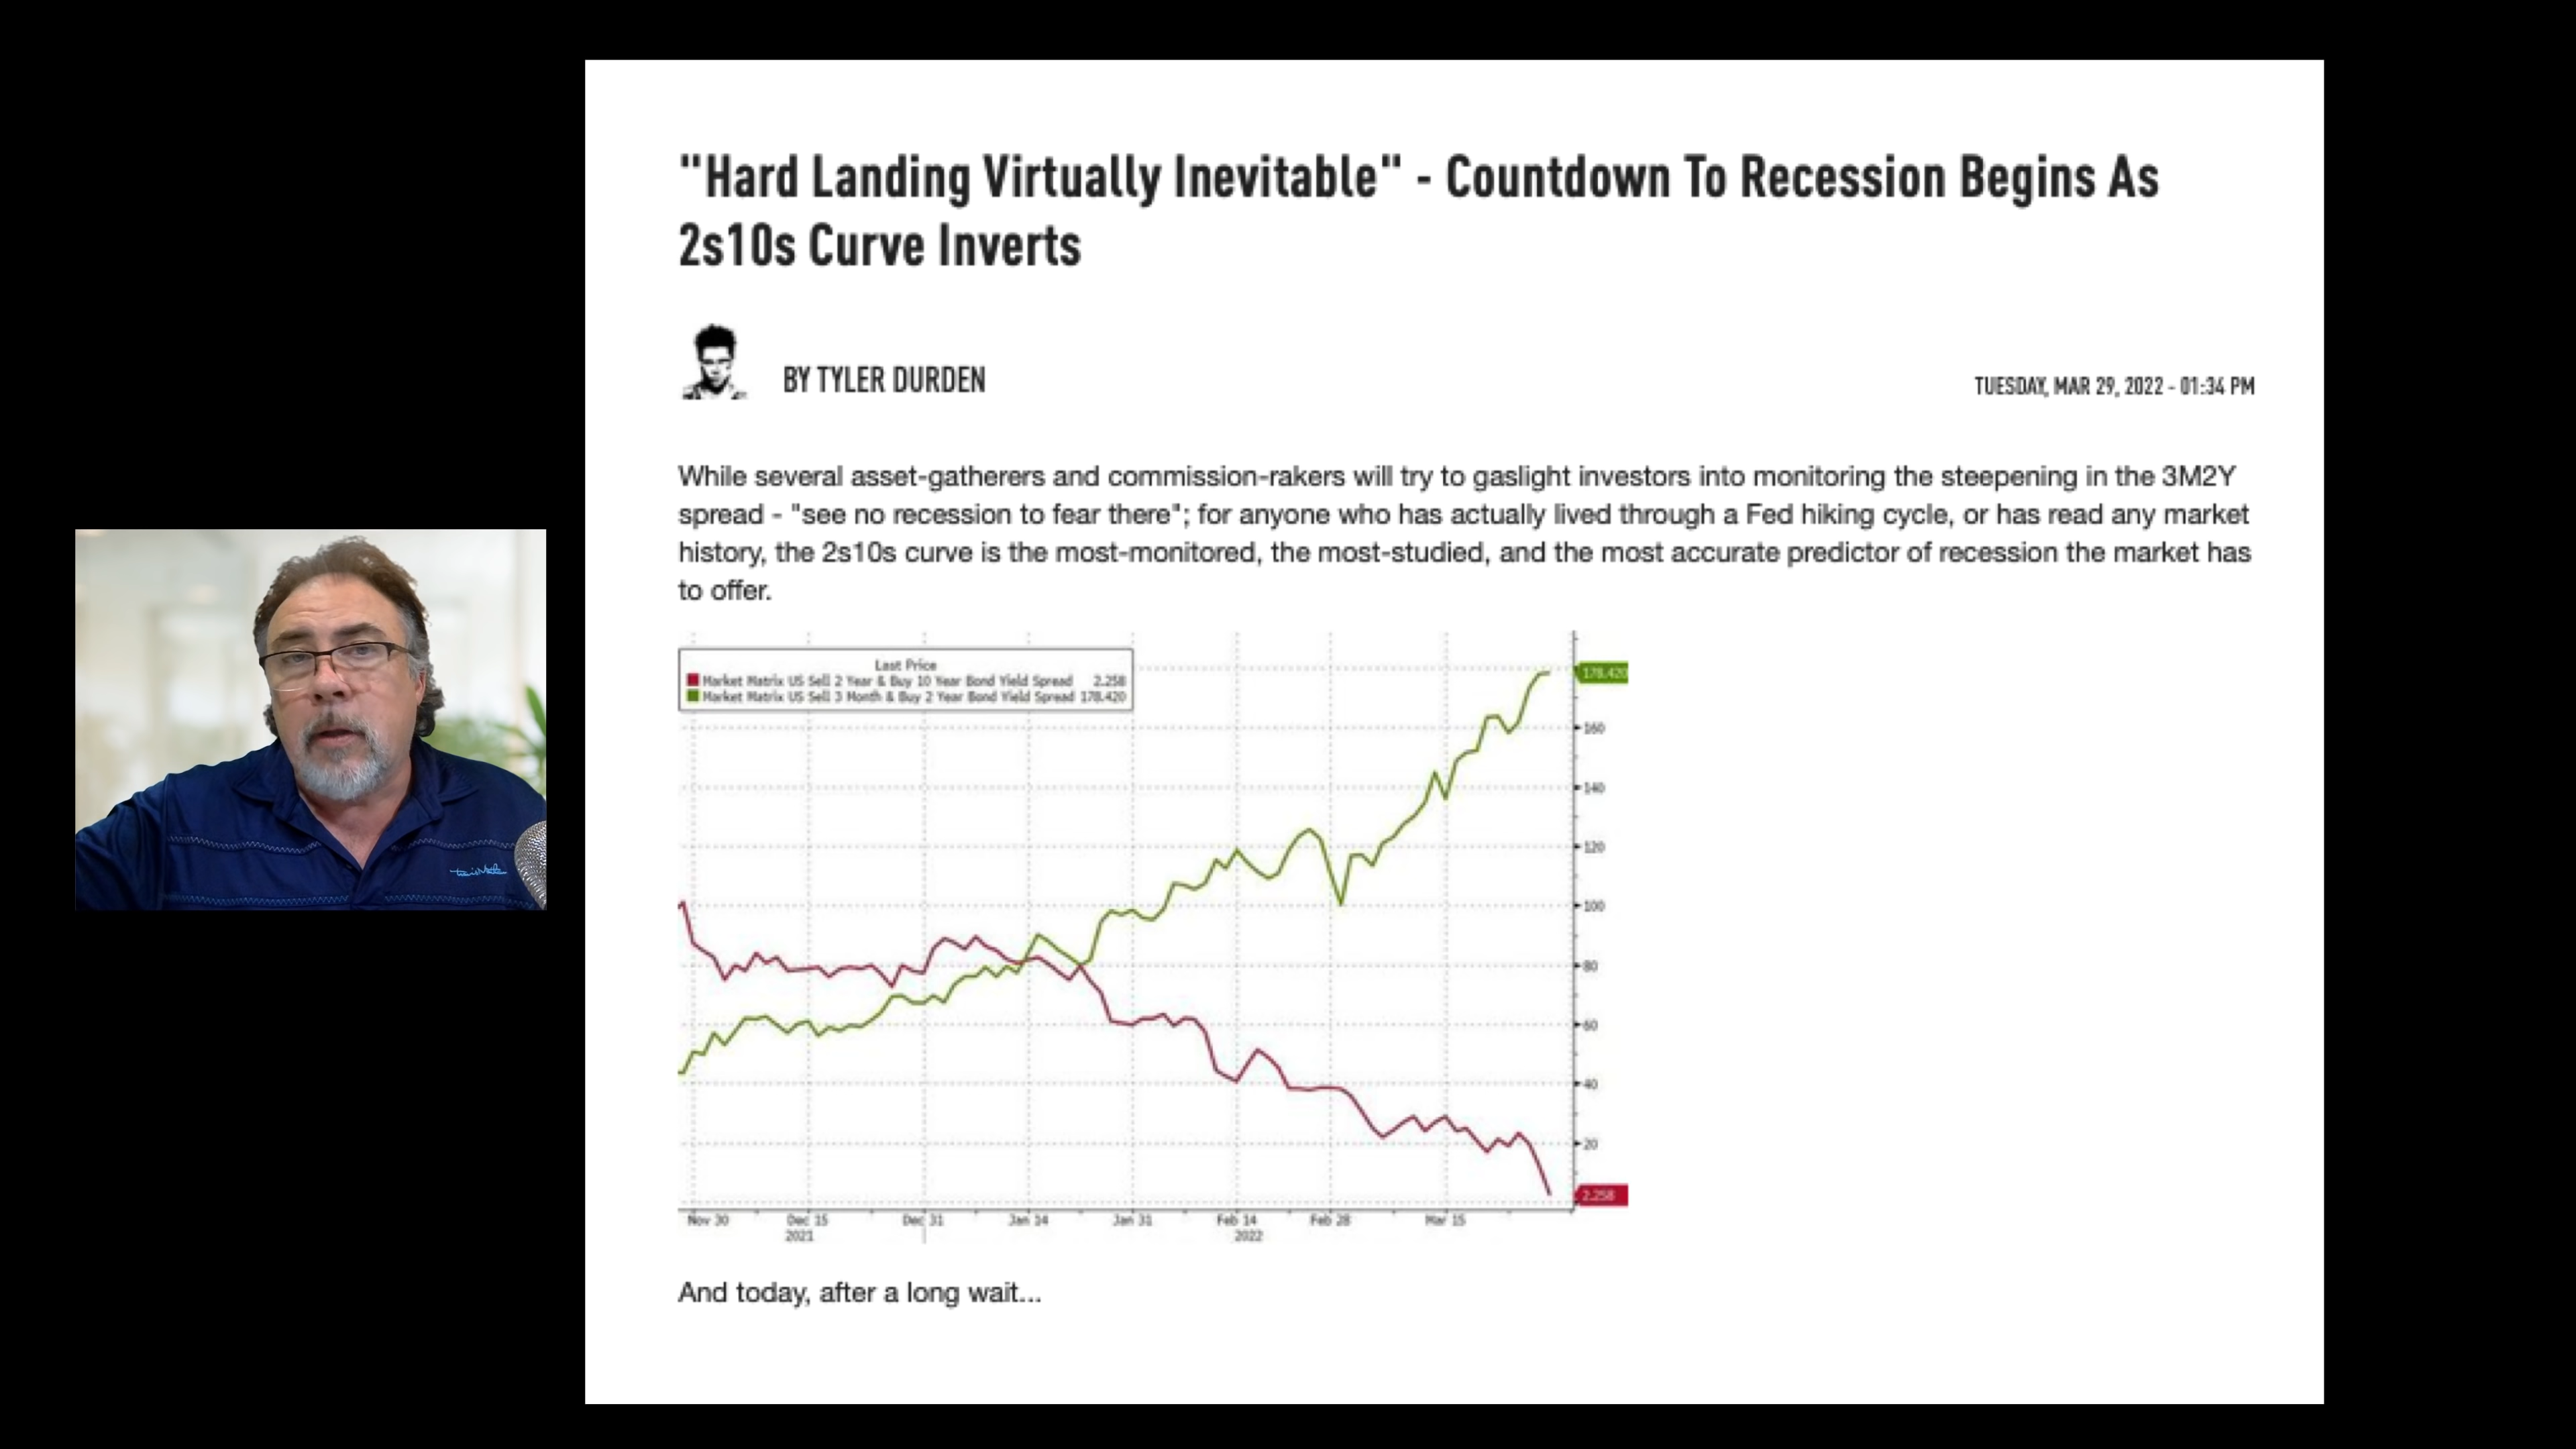 "Hard Landing Virtually Inevitable" - Countdown To Recession Begins As
2s10s Curve Inverts
BY TYLER DURDEN
TUESDAY, MAR 29, 2022 - 01:34 PM
While several asset-gatherers and commission-rakers will try to gaslight investors into monitoring the steepening in the 3M2Y
spread - "see no recession to fear there"; for anyone who has actually lived through a Fed hiking cycle, or has read any market
history, the 2s10s curve is the most-monitored, the most-studied, and the most accurate predictor of recession the market has
to offer.
Last Price
Market Matrix US Sell 2 Year & Buy 10 Year Bond Yield Spread 2.258
Market Matrix US Sell 3 Month & Buy 2 Year Bond Yield Spread 178.420
178.420
160
140
120
100
80
60
40
20
2.258
Nov 30 Dec 15 Dec 31 Jan 14 Jan 31 Feb 14 Feb 28 Mar 15
2021 2022
And today, after a long wait...